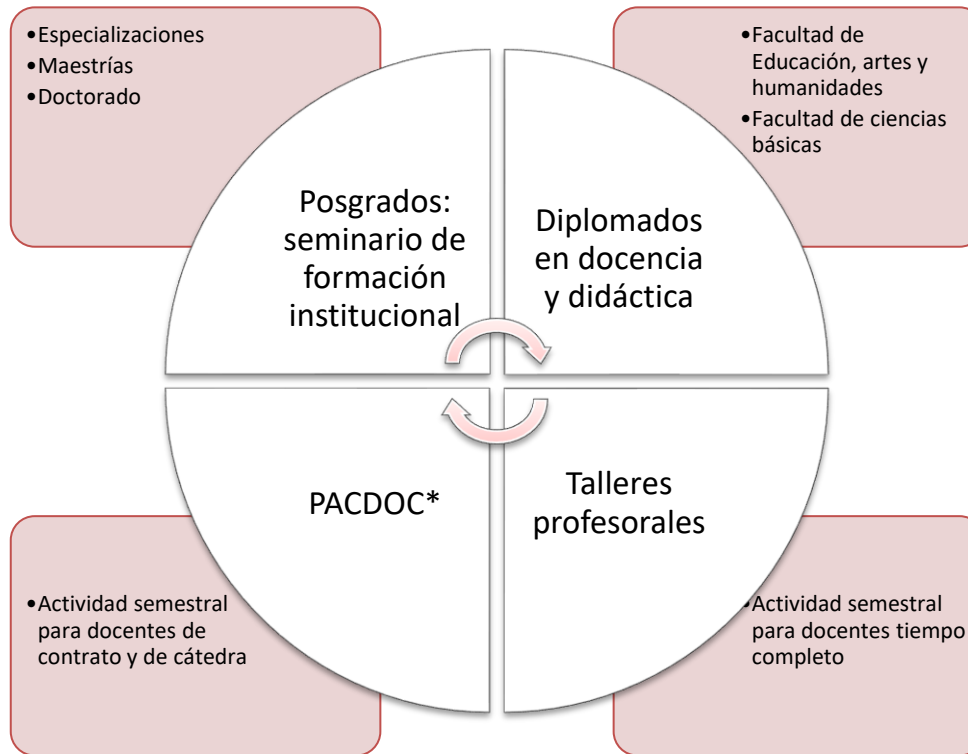 •Especializaciones
•Maestrías
•Doctorado
•Facultad de
Educación, artes y
humanidades
•Facultad de ciencias
básicas
Posgrados:
seminario de
formación
institucional
Diplomados
en docencia
y didáctica
PACDOC*
Talleres
profesorales
•Actividad semestral
para docentes de
contrato y de cátedra
•Actividad semestral
para docentes tiempo
completo